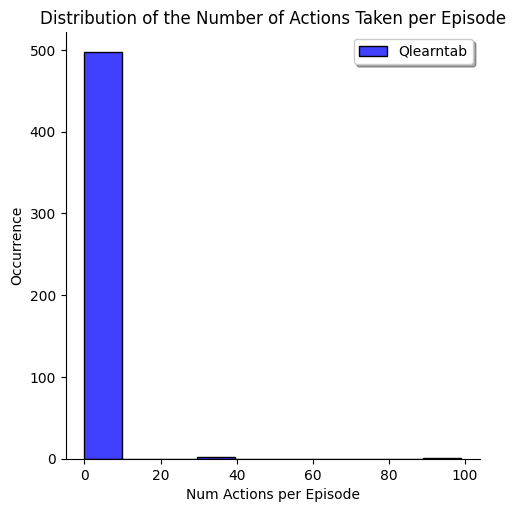 Distribution of the Number of Actions Taken per Episode
Qlearntab
500
400
300
200
100
0
Occurrence
0 20 40 60 80 100
Num Actions per Episode